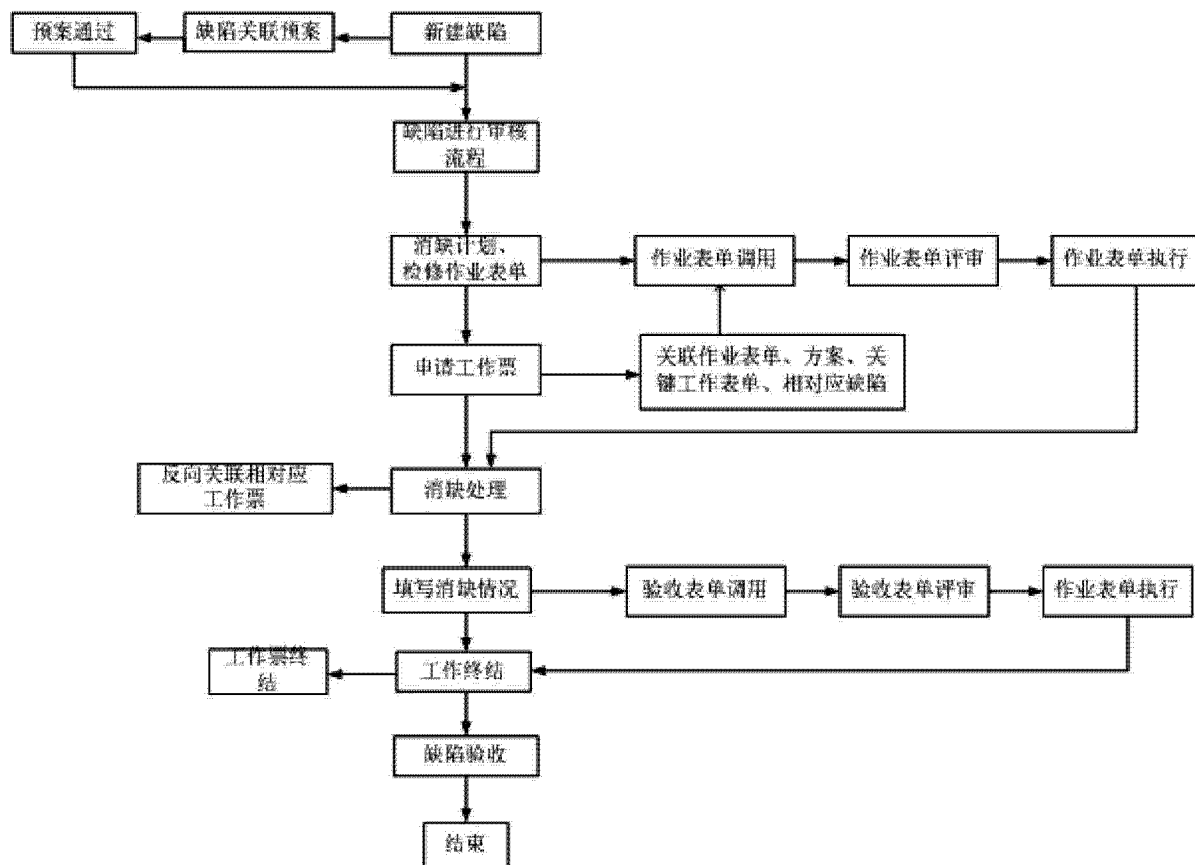 预案通过
缺陷关联预案
新建缺陷
缺陷进行审核
流程
消缺计划、
检修作业表单
作业表单调用
作业表单评审
作业表单执行
申请工作票
关联作业表单、方案、关
键工作表单、相对应缺陷
反向关联相对应
工作票
消缺处理
填写消缺情况
验收表单调用
验收表单评审
作业表单执行
工作票终
结
工作终结
缺陷验收
结束